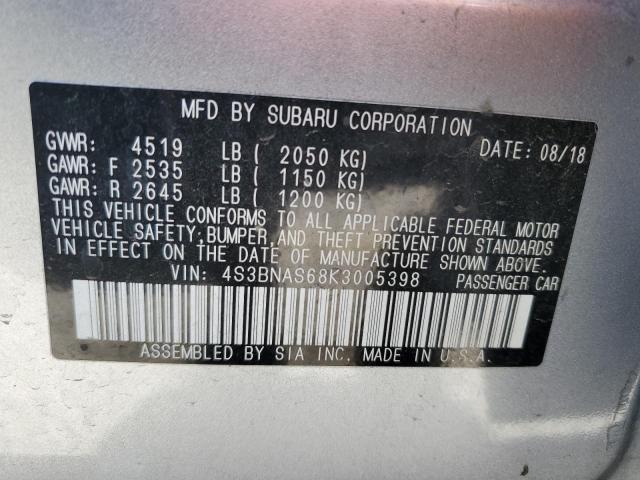 MFD BY SUBARU CORPORATION
GVWR: 4519 LB ( 2050 KG) DATE: 08/18
GAWR: F 2535 LB ( 1150 KG)
GAWR: R 2645 LB ( 1200 KG)
THIS VEHICLE CONFORMS TO ALL APPLICABLE FEDERAL MOTOR
VEHICLE SAFETY, BUMPER, AND THEFT PREVENTION STANDARDS
IN EFFECT ON THE DATE OF MANUFACTURE SHOWN ABOVE.
VIN: 4S3BNAS68K3005398 PASSENGER CAR
ASSEMBLED BY SIA INC. MADE IN U.S.A.